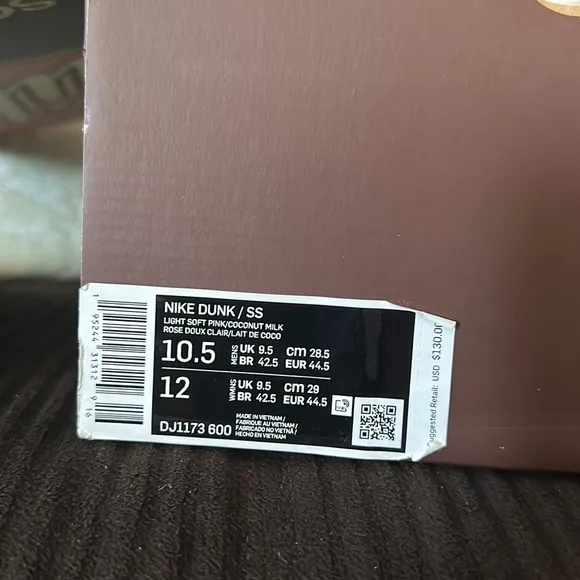 NIKE DUNK / SS
LIGHT SOFT PINK/COCONUT MILK
ROSE DOUX CLAIR/LAIT DE COCO
10.5 MENS UK 9.5 CM 28.5
BR 42.5 EUR 44.5
12 WMNS UK 9.5 CM 29
BR 42.5 EUR 44.5
DJ1173 600
MADE IN VIETNAM /
FABRIQUE AU VIETNAM /
FABRICADO NO VIETNÃ /
HECHO EN VIETNAM
1 95244 31312 9 16
Suggested Retail: USD $130.00